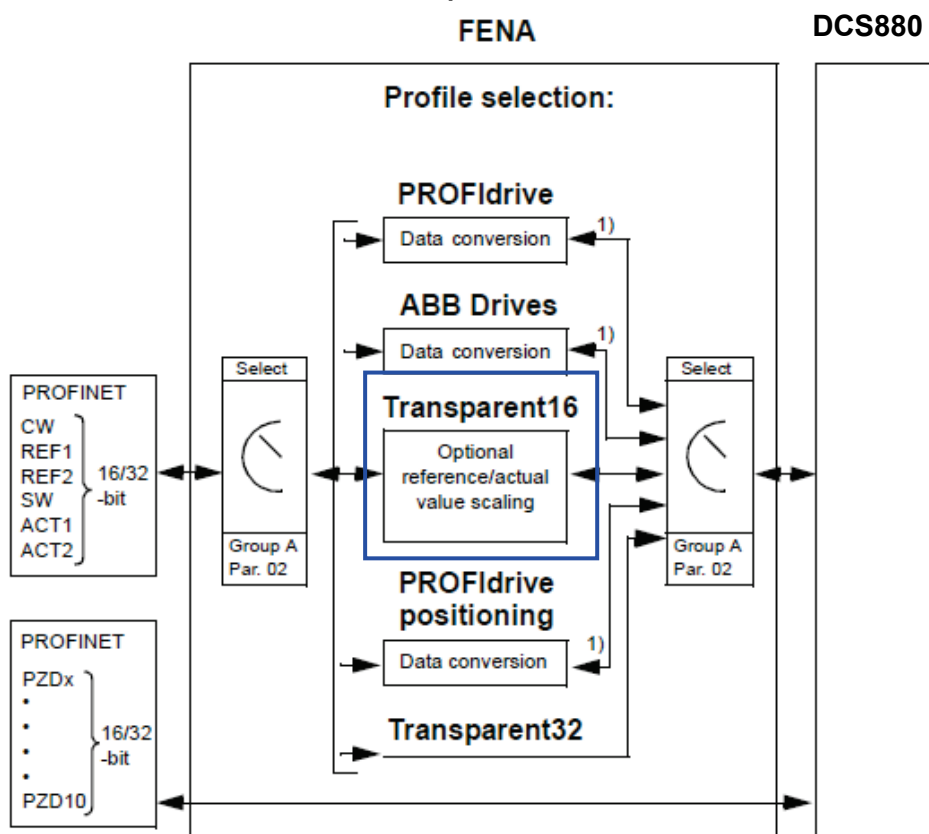 FENA
DCS880
Profile selection:
PROFIdrive
1)
Data conversion
ABB Drives
1)
Data conversion
Select
Select
PROFINET
Transparent16
CW
REF1
REF2
SW
ACT1
ACT2
16/32
-bit
Optional
reference/actual
value scaling
Group A
Par. 02
Group A
Par. 02
PROFIdrive
positioning
1)
Data conversion
PROFINET
PZDx
•
•
•
•
PZD10
16/32
-bit
Transparent32